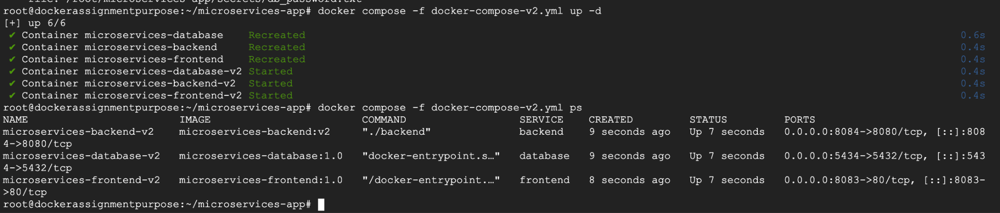 file: /root/microservices-app/secrets/db_password.txt
root@dockerassignmentpurpose:~/microservices-app# docker compose -f docker-compose-v2.yml up -d
[+] up 6/6
✔ Container microservices-database    Recreated    0.6s
✔ Container microservices-backend     Recreated    0.4s
✔ Container microservices-frontend    Recreated    0.4s
✔ Container microservices-database-v2 Started    0.4s
✔ Container microservices-backend-v2  Started    0.4s
✔ Container microservices-frontend-v2 Started    0.4s
root@dockerassignmentpurpose:~/microservices-app# docker compose -f docker-compose-v2.yml ps
NAME    IMAGE    COMMAND    SERVICE    CREATED    STATUS    PORTS
microservices-backend-v2    microservices-backend:v2    "./backend"    backend    9 seconds ago    Up 7 seconds    0.0.0.0:8084->8080/tcp, [::]:808
4->8080/tcp
microservices-database-v2    microservices-database:1.0    "docker-entrypoint.s…"    database    9 seconds ago    Up 7 seconds    0.0.0.0:5434->5432/tcp, [::]:543
4->5432/tcp
microservices-frontend-v2    microservices-frontend:1.0    "/docker-entrypoint.…"    frontend    8 seconds ago    Up 7 seconds    0.0.0.0:8083->80/tcp, [::]:8083-
>80/tcp
root@dockerassignmentpurpose:~/microservices-app#